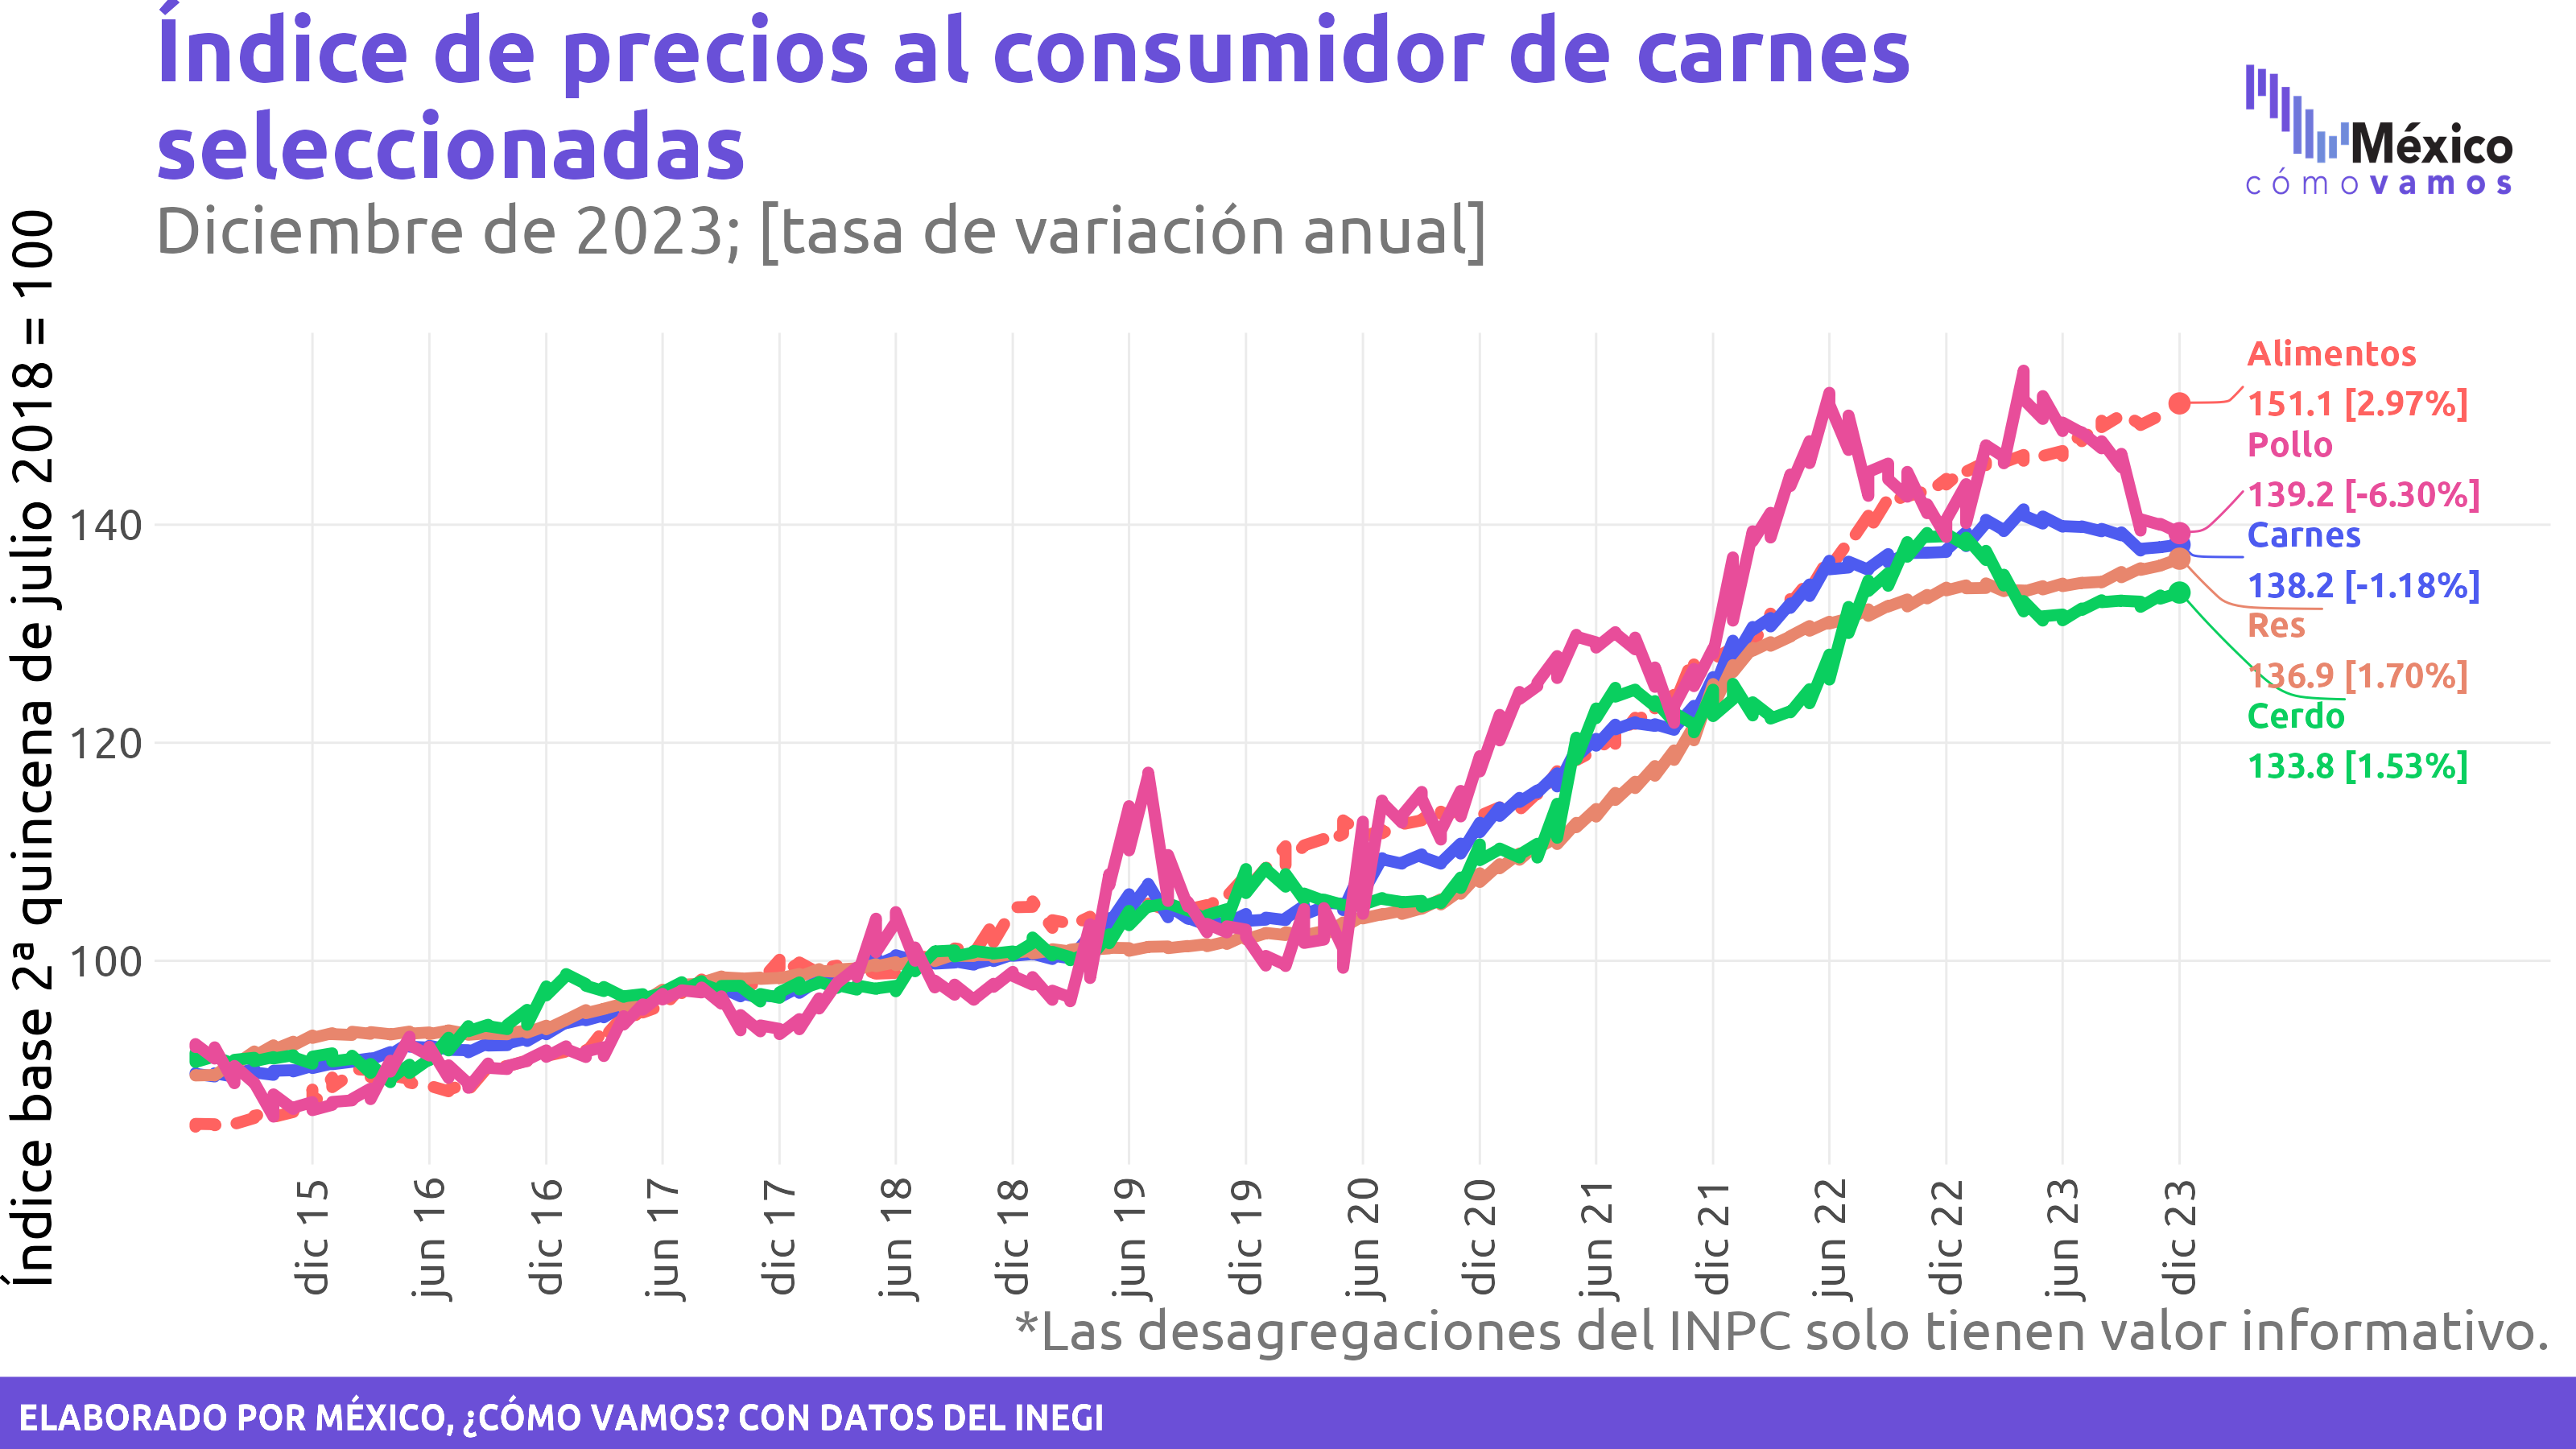 Índice de precios al consumidor de carnes
seleccionadas
Diciembre de 2023; [tasa de variación anual]
México
cómo vamos
Índice base 2ª quincena de julio 2018 = 100
140
120
100
Alimentos
151.1 [2.97%]
Pollo
139.2 [-6.30%]
Carnes
138.2 [-1.18%]
Res
136.9 [1.70%]
Cerdo
133.8 [1.53%]
dic 15
jun 16
dic 16
jun 17
dic 17
jun 18
dic 18
jun 19
dic 19
jun 20
dic 20
jun 21
dic 21
jun 22
dic 22
jun 23
dic 23
*Las desagregaciones del INPC solo tienen valor informativo.
ELABORADO POR MÉXICO, ¿CÓMO VAMOS? CON DATOS DEL INEGI